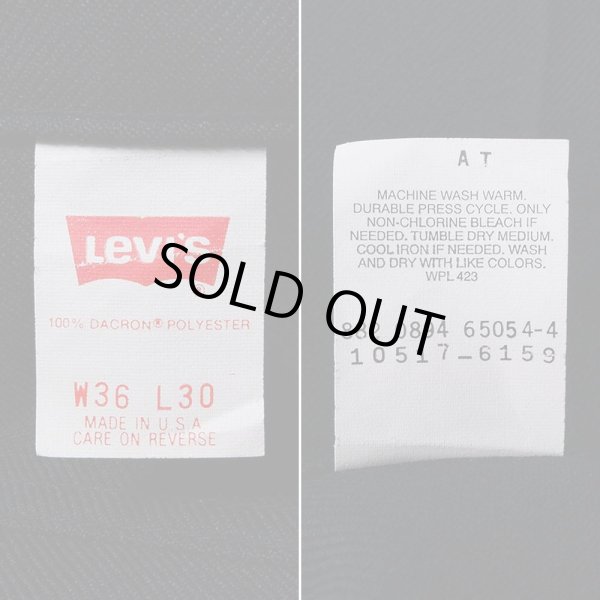 Levi's
®
100% DACRON® POLYESTER
W36 L30
MADE IN U.S.A
CARE ON REVERSE
SOLD OUT
AT
MACHINE WASH WARM.
DURABLE PRESS CYCLE. ONLY
NON-CHLORINE BLEACH IF
NEEDED. TUMBLE DRY MEDIUM.
COOL IRON IF NEEDED. WASH
AND DRY WITH LIKE COLORS.
WPL 423
0894 65054-4
10517-6159